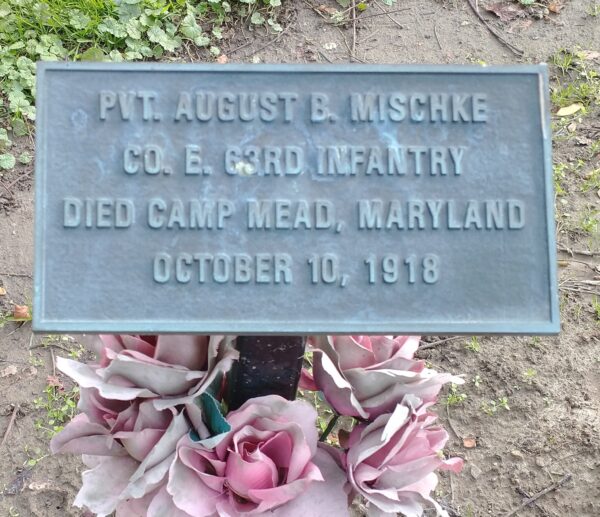 PVT. AUGUST B. MISCHKE
CO. E. 63RD INFANTRY
DIED CAMP MEAD, MARYLAND
OCTOBER 10, 1918